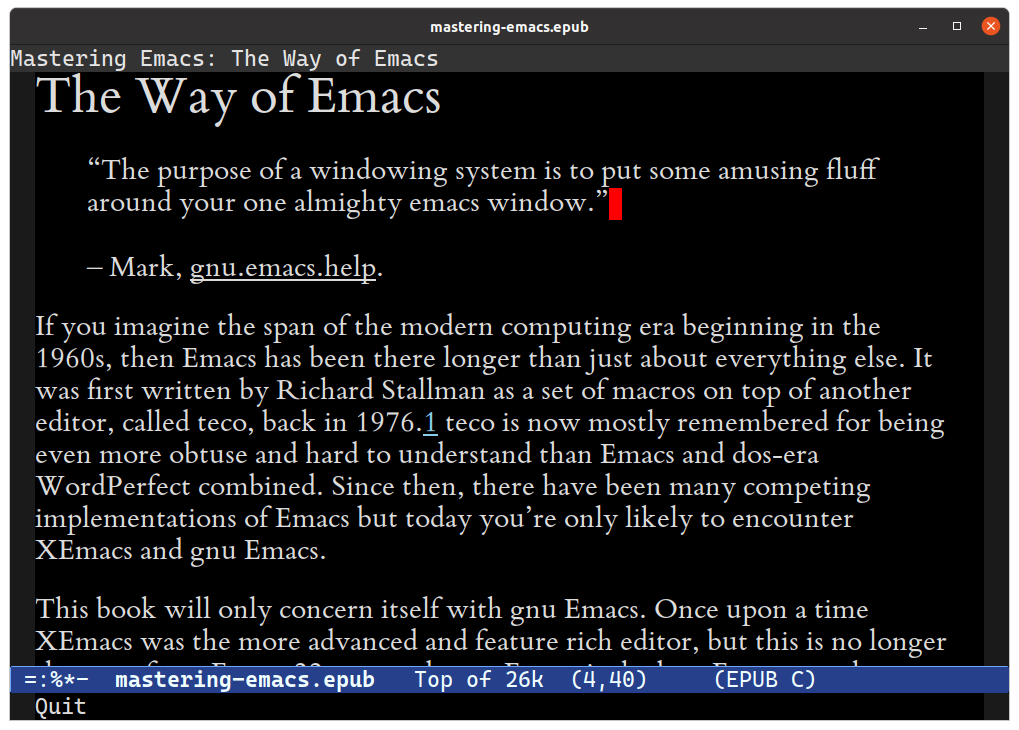 mastering-emacs.epub
Mastering Emacs: The Way of Emacs
The Way of Emacs
“The purpose of a windowing system is to put some amusing fluff
around your one almighty emacs window.”
– Mark, gnu.emacs.help.
If you imagine the span of the modern computing era beginning in the
1960s, then Emacs has been there longer than just about everything else. It
was first written by Richard Stallman as a set of macros on top of another
editor, called teco, back in 1976.1 teco is now mostly remembered for being
even more obtuse and hard to understand than Emacs and dos-era
WordPerfect combined. Since then, there have been many competing
implementations of Emacs but today you’re only likely to encounter
XEmacs and gnu Emacs.
This book will only concern itself with gnu Emacs. Once upon a time
XEmacs was the more advanced and feature rich editor, but this is no longer
=:%*- mastering-emacs.epub Top of 26k (4,40) (EPUB C)
Quit